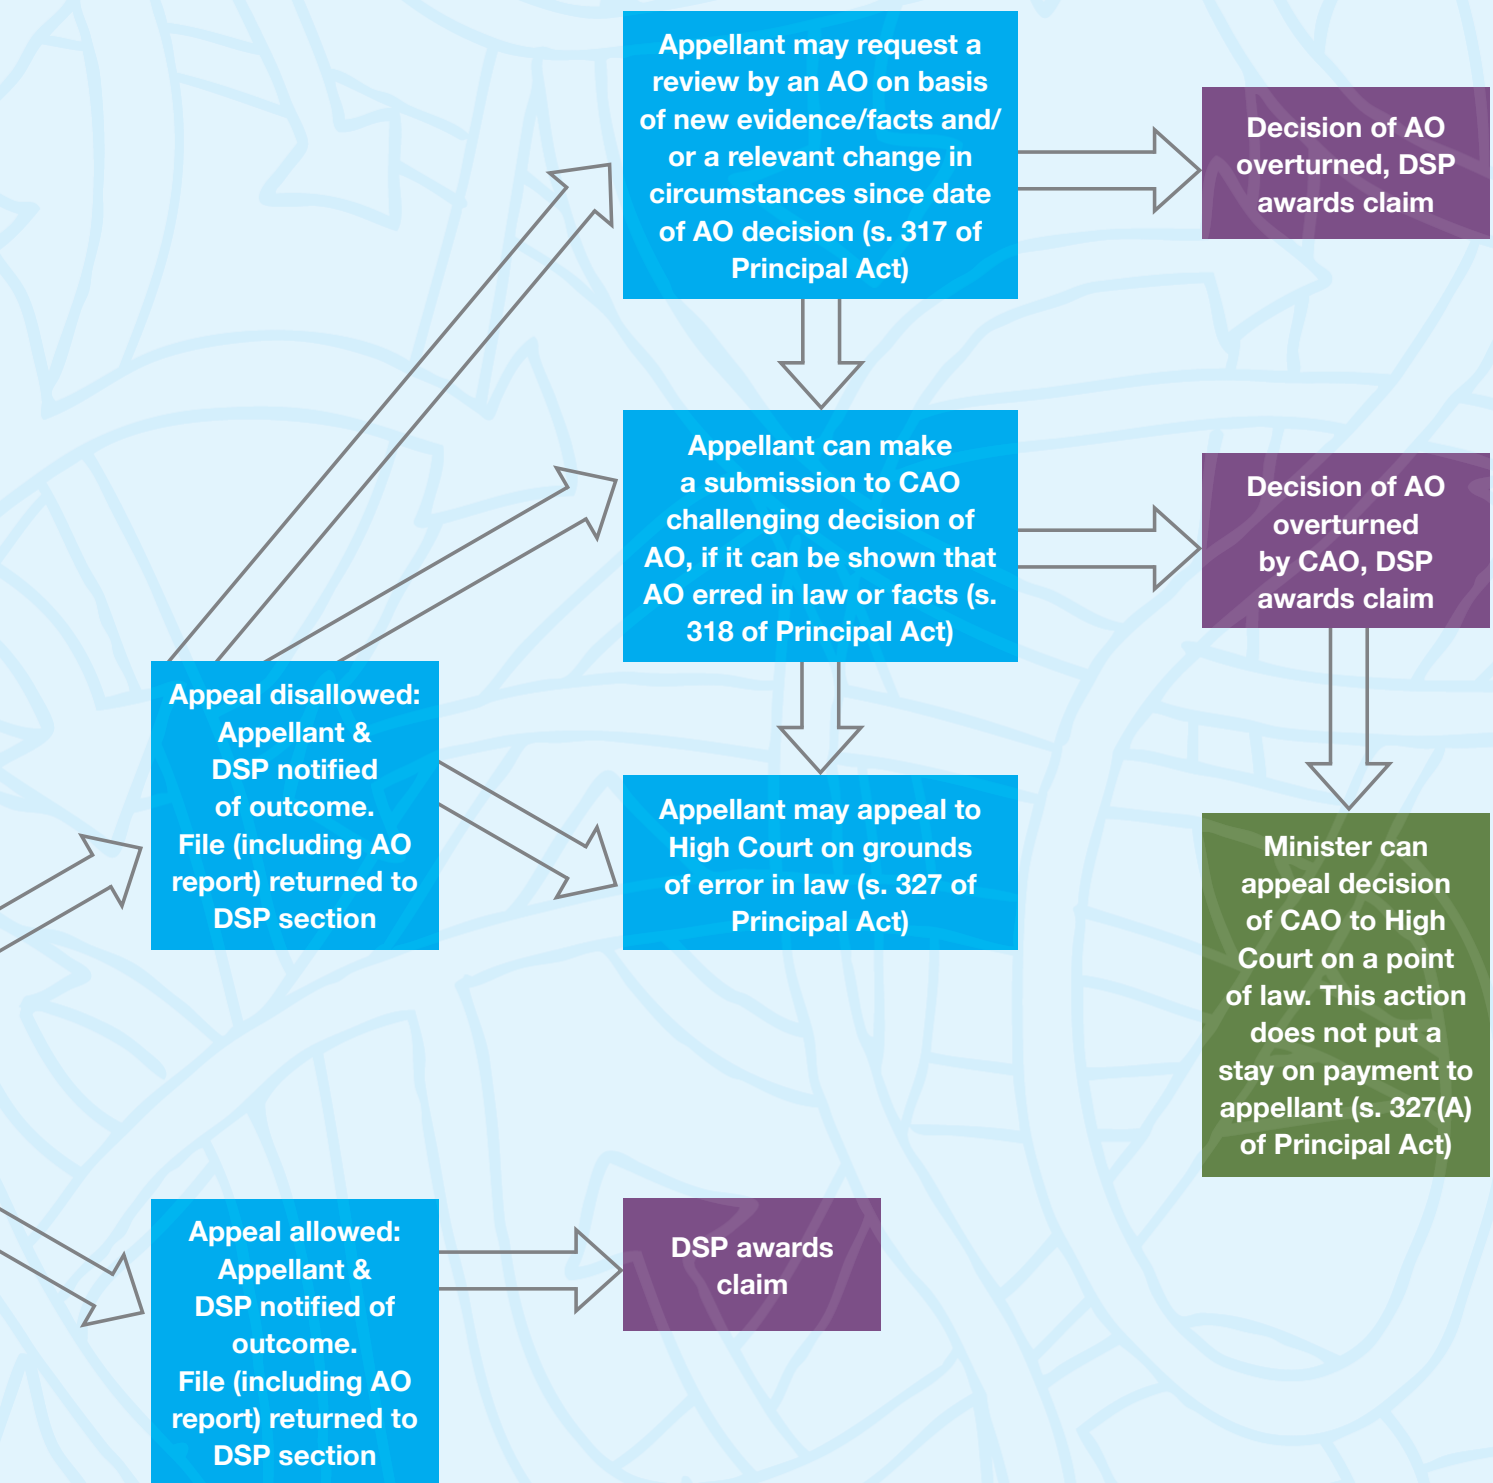 Appellant may request a
review by an AO on basis
of new evidence/facts and/
or a relevant change in
circumstances since date
of AO decision (s. 317 of
Principal Act)
Decision of AO
overturned, DSP
awards claim
Appellant can make
a submission to CAO
challenging decision of
AO, if it can be shown that
AO erred in law or facts (s.
318 of Principal Act)
Decision of AO
overturned
by CAO, DSP
awards claim
Appeal disallowed:
Appellant &
DSP notified
of outcome.
File (including AO
report) returned to
DSP section
Appellant may appeal to
High Court on grounds
of error in law (s. 327 of
Principal Act)
Minister can
appeal decision
of CAO to High
Court on a point
of law. This action
does not put a
stay on payment to
appellant (s. 327(A)
of Principal Act)
Appeal allowed:
Appellant &
DSP notified of
outcome.
File (including AO
report) returned to
DSP section
DSP awards
claim